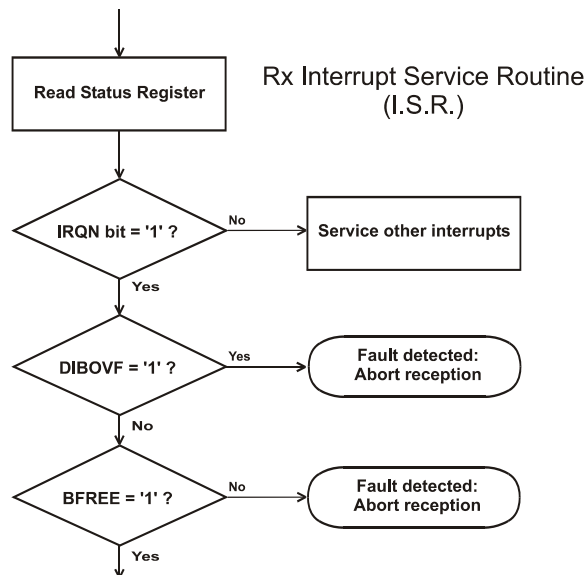 Rx Interrupt Service Routine
(I.S.R.)
Read Status Register
IRQN bit = '1' ?
No
Service other interrupts
Yes
DIBOVF = '1' ?
Yes
Fault detected:
Abort reception
No
BFREE = '1' ?
No
Fault detected:
Abort reception
Yes